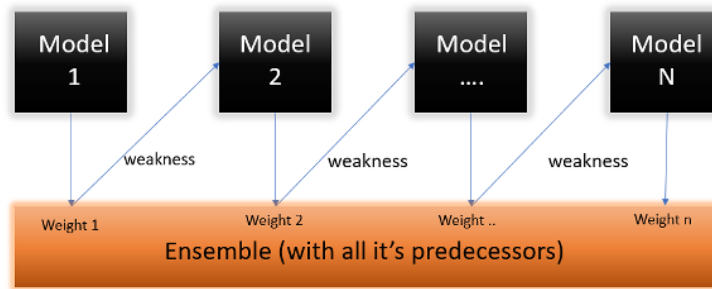 Model
1
Model
2
Model
....
Model
N
weakness
weakness
weakness
Weight 1
Weight 2
Weight ..
Weight n
Ensemble (with all it's predecessors)